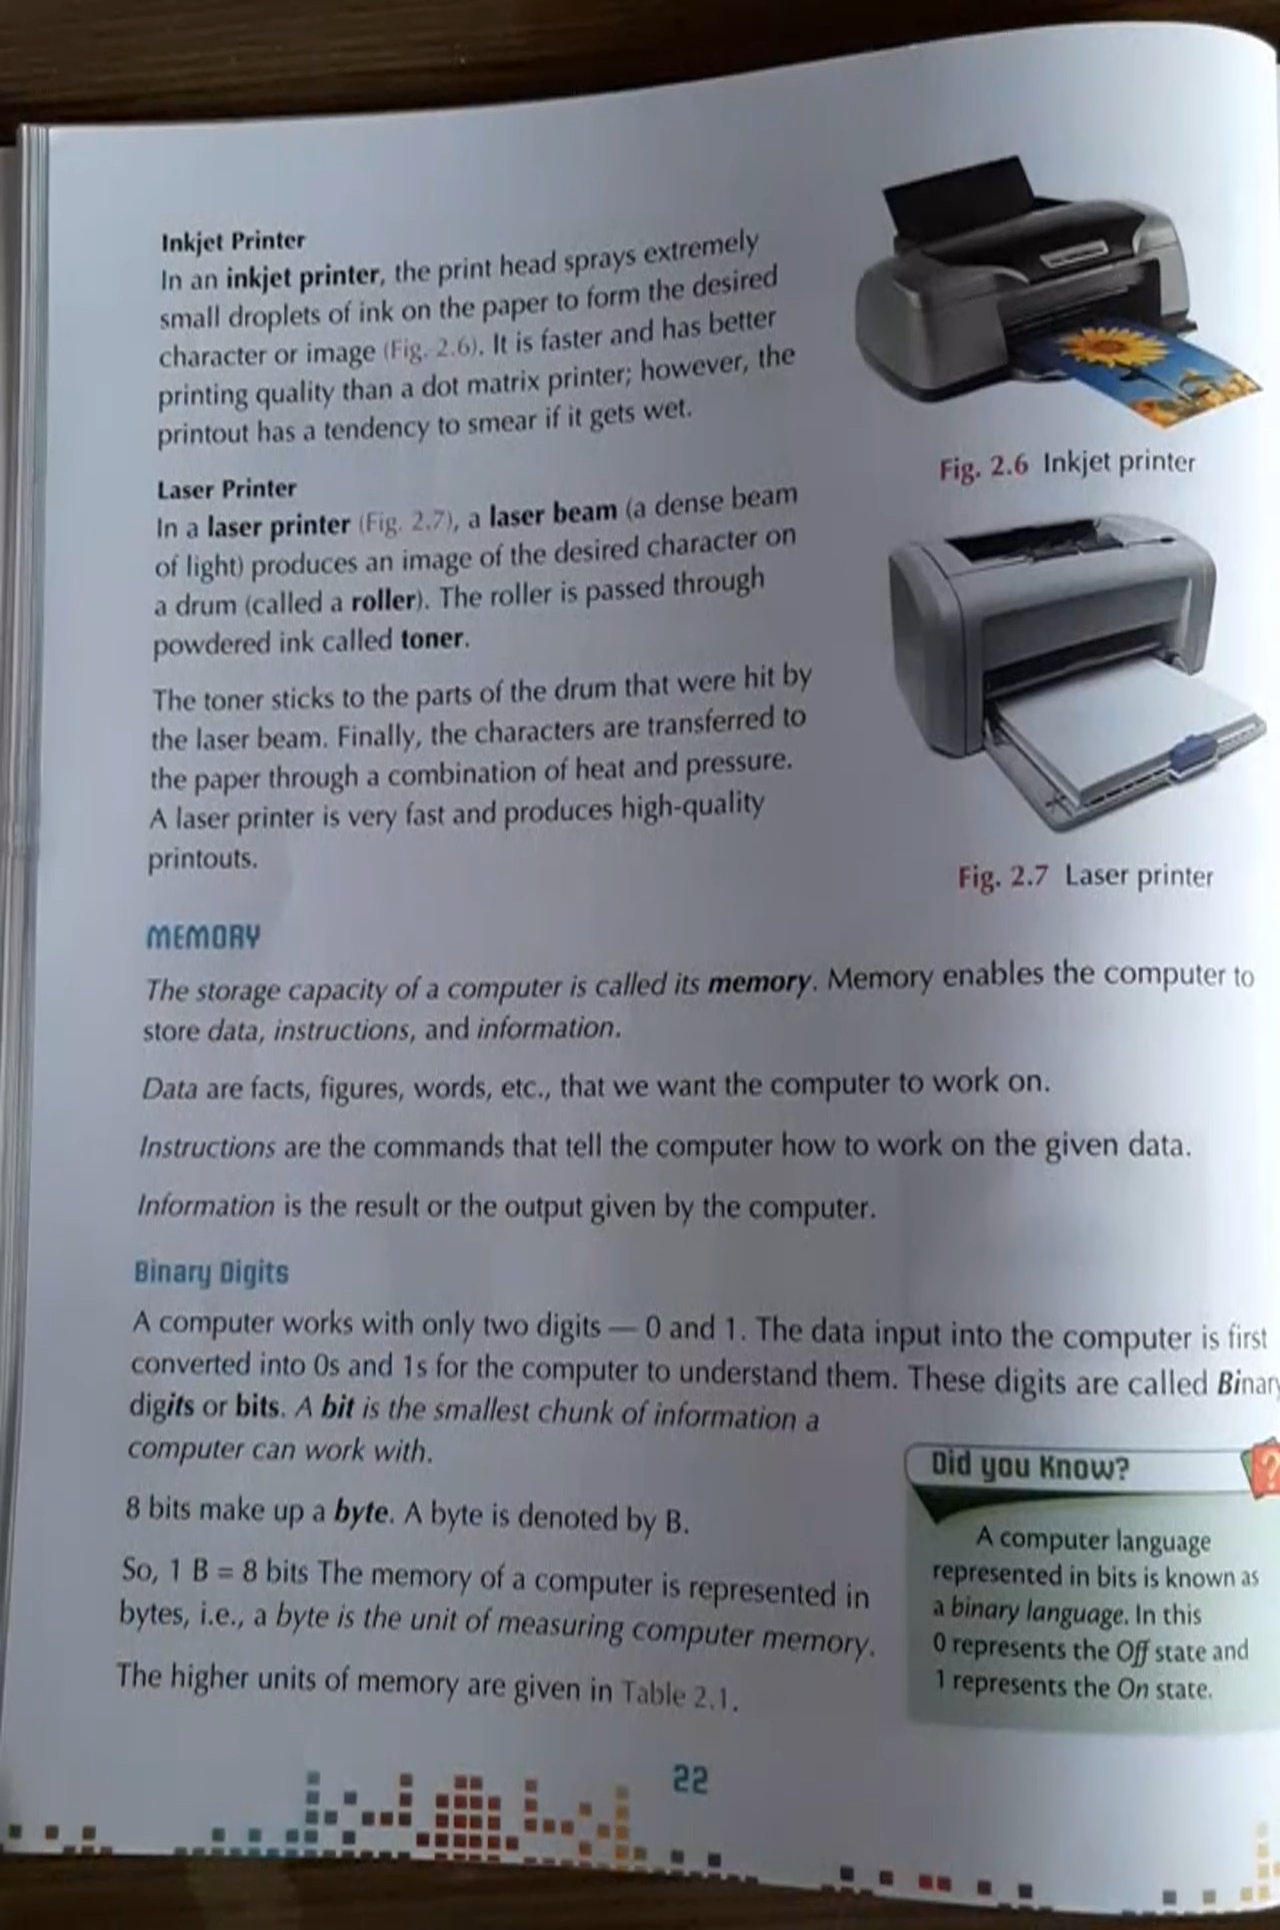 Inkjet Printer
In an inkjet printer, the print head sprays extremely
small droplets of ink on the paper to form the desired
character or image (Fig. 2.6). It is faster and has better
printing quality than a dot matrix printer; however, the
printout has a tendency to smear if it gets wet.
Fig. 2.6 Inkjet printer
Laser Printer
In a laser printer (Fig. 2.7), a laser beam (a dense beam
of light) produces an image of the desired character on
a drum (called a roller). The roller is passed through
powdered ink called toner.
The toner sticks to the parts of the drum that were hit by
the laser beam. Finally, the characters are transferred to
the paper through a combination of heat and pressure.
A laser printer is very fast and produces high-quality
printouts.
Fig. 2.7 Laser printer
MEMORY
The storage capacity of a computer is called its memory. Memory enables the computer to
store data, instructions, and information.
Data are facts, figures, words, etc., that we want the computer to work on.
Instructions are the commands that tell the computer how to work on the given data.
Information is the result or the output given by the computer.
Binary Digits
A computer works with only two digits — 0 and 1. The data input into the computer is first
converted into 0s and 1s for the computer to understand them. These digits are called Binary
digits or bits. A bit is the smallest chunk of information a
computer can work with.
8 bits make up a byte. A byte is denoted by B.
So, 1 B = 8 bits The memory of a computer is represented in
bytes, i.e., a byte is the unit of measuring computer memory.
The higher units of memory are given in Table 2.1.
Did you Know?
?
A computer language
represented in bits is known as
a binary language. In this
0 represents the Off state and
1 represents the On state.
22